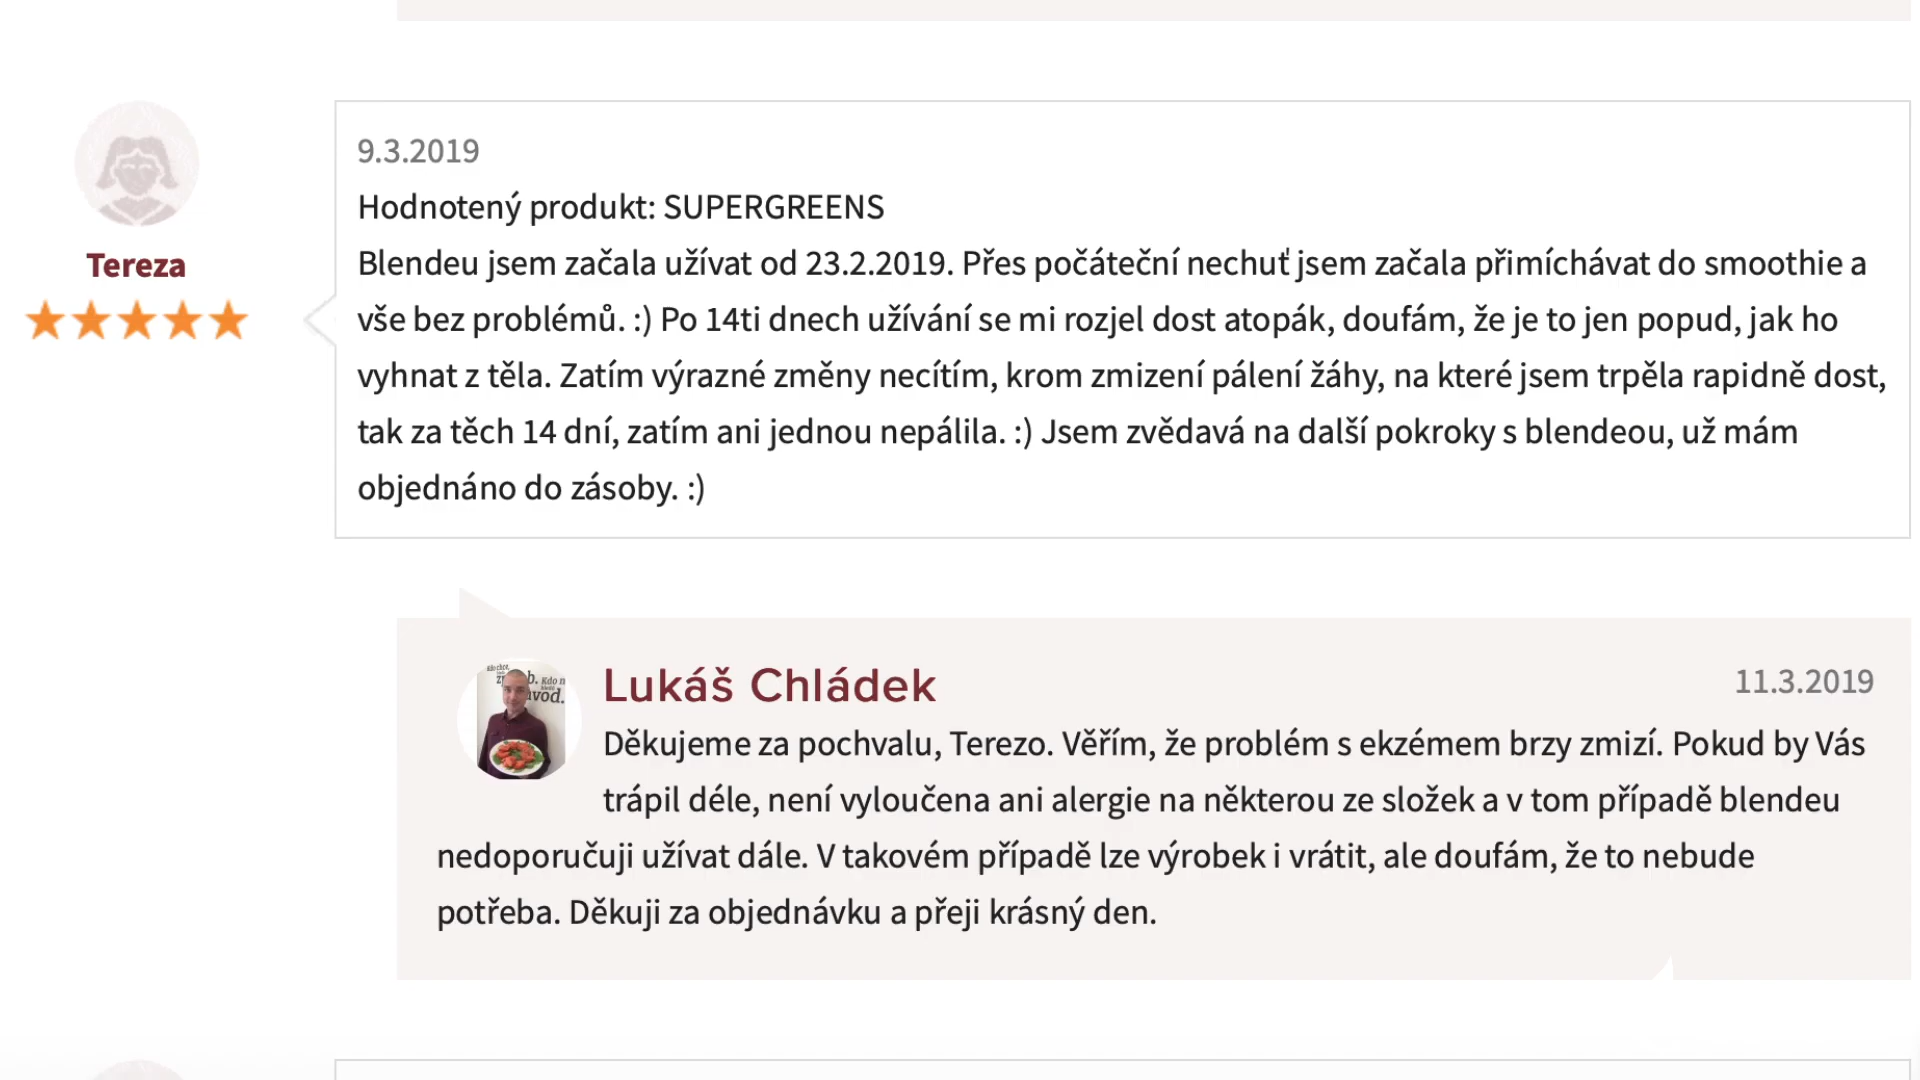 Tereza
9.3.2019
Hodnotený produkt: SUPERGREENS
Blendeu jsem začala užívat od 23.2.2019. Přes počáteční nechuť jsem začala přimíchávat do smoothie a
vše bez problémů. :) Po 14ti dnech užívání se mi rozjel dost atopák, doufám, že je to jen popud, jak ho
vyhnat z těla. Zatím výrazné změny necítím, krom zmizení pálení žáhy, na které jsem trpěla rapidně dost,
tak za těch 14 dní, zatím ani jednou nepálila. :) Jsem zvědavá na další pokroky s blendeou, už mám
objednáno do zásoby. :)
Lukáš Chládek
11.3.2019
Děkujeme za pochvalu, Terezo. Věřím, že problém s ekzémem brzy zmizí. Pokud by Vás
trápil déle, není vyloučena ani alergie na některou ze složek a v tom případě blendeu
nedoporučuji užívat dále. V takovém případě lze výrobek i vrátit, ale doufám, že to nebude
potřeba. Děkuji za objednávku a přeji krásný den.